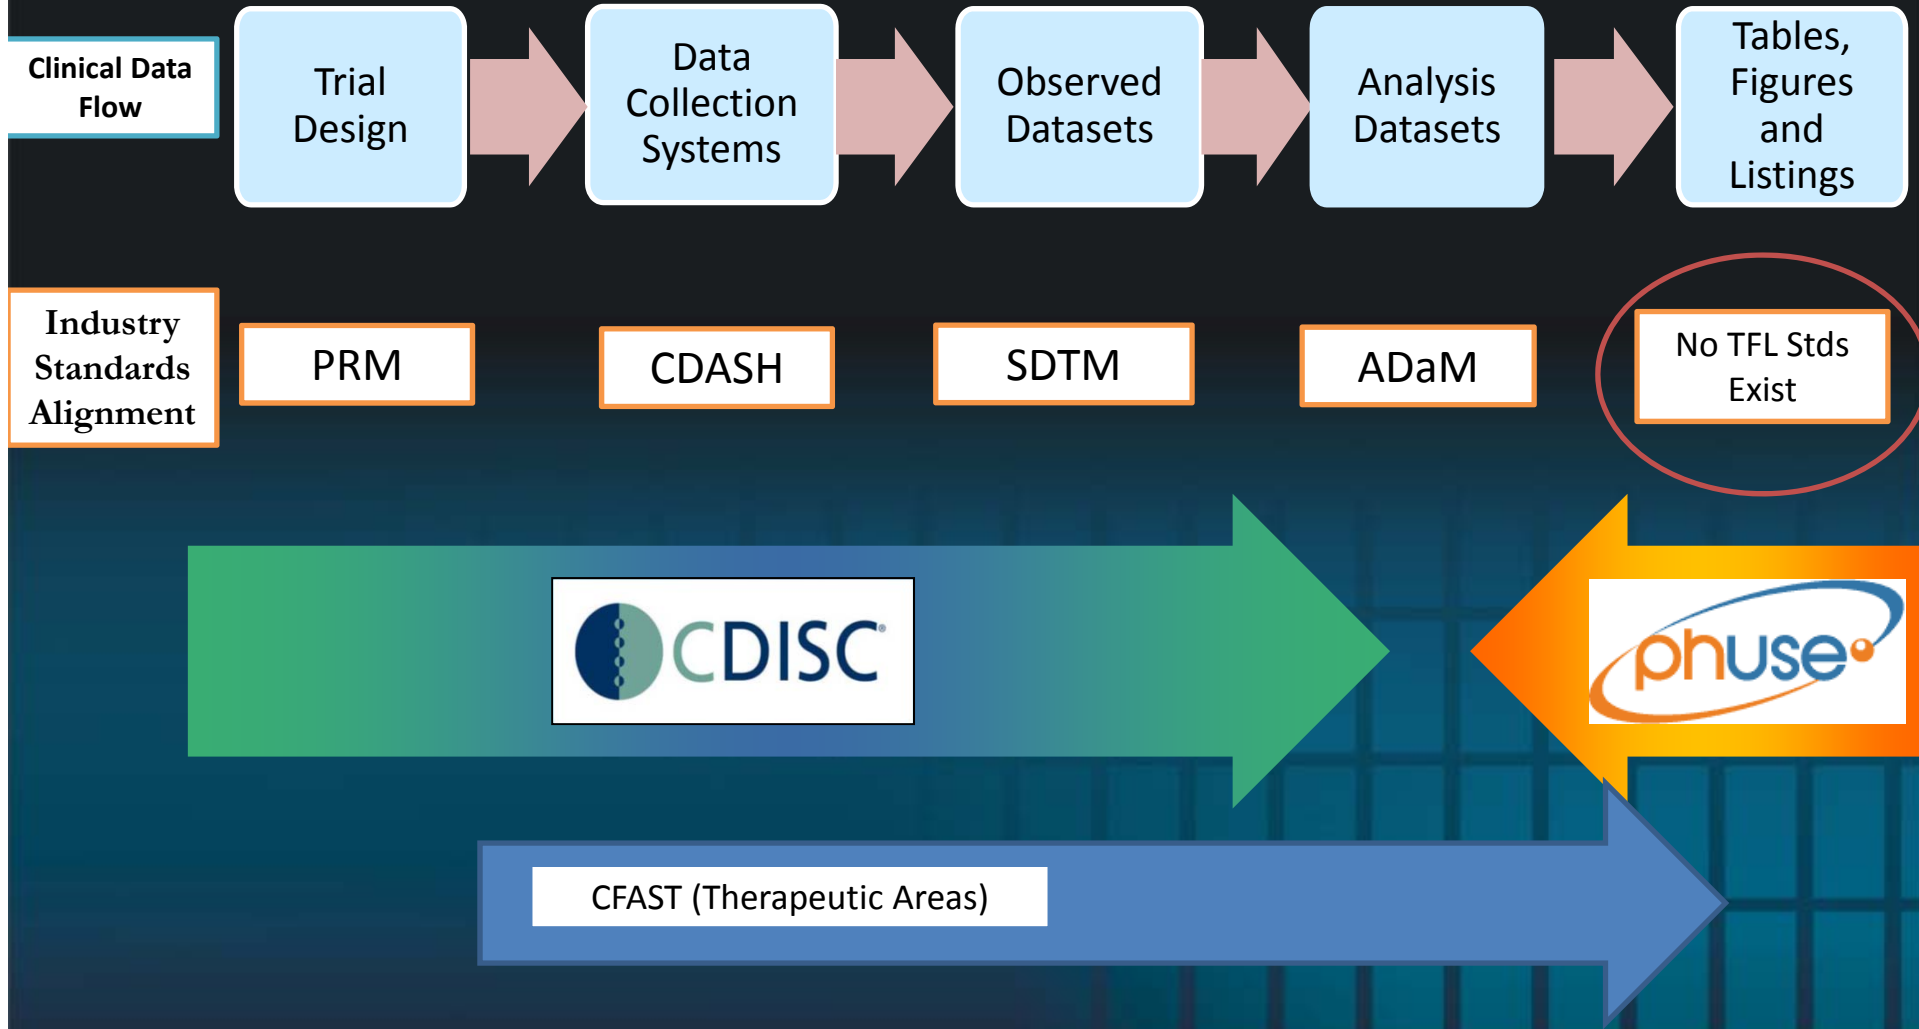 Clinical Data
Flow
Trial
Design
Data
Collection
Systems
Observed
Datasets
Analysis
Datasets
Tables,
Figures
and
Listings
Industry
Standards
Alignment
PRM
CDASH
SDTM
ADaM
No TFL Stds
Exist
CDISC®
phuse
CFAST (Therapeutic Areas)